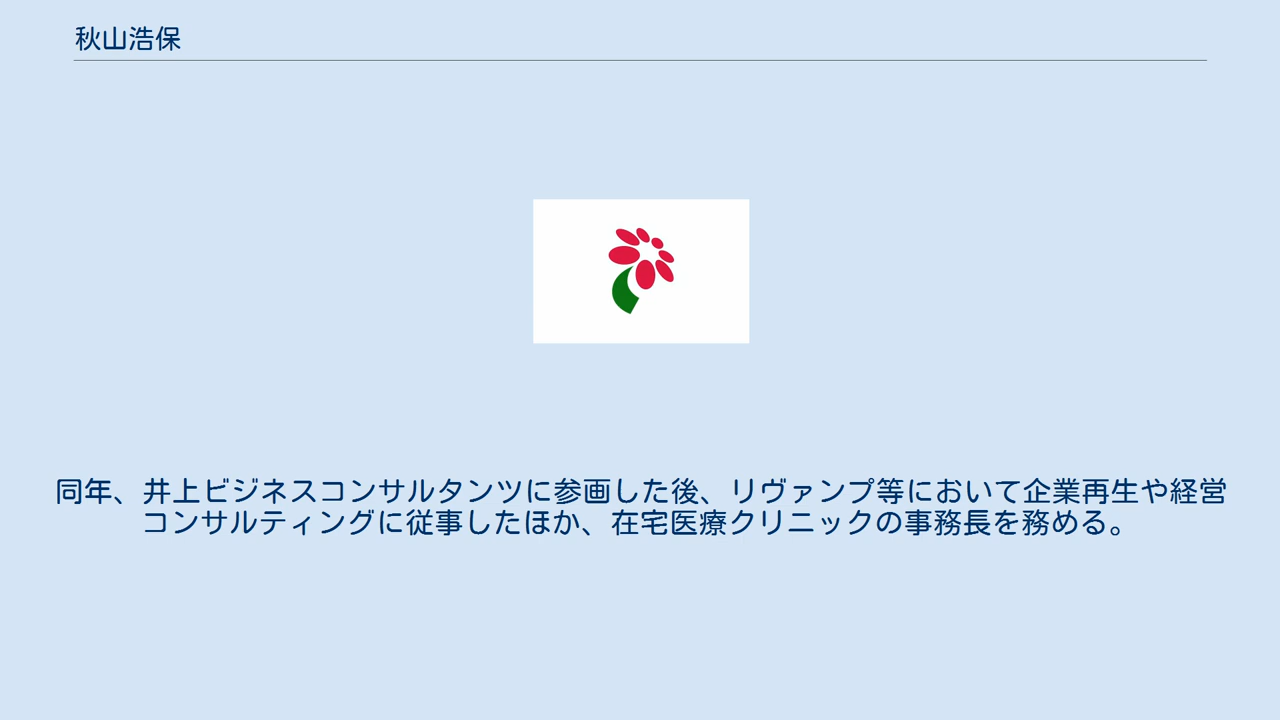 秋山浩保
同年、井上ビジネスコンサルタンツに参画した後、リヴァンプ等において企業再生や経営
コンサルティングに従事したほか、在宅医療クリニックの事務長を務める。